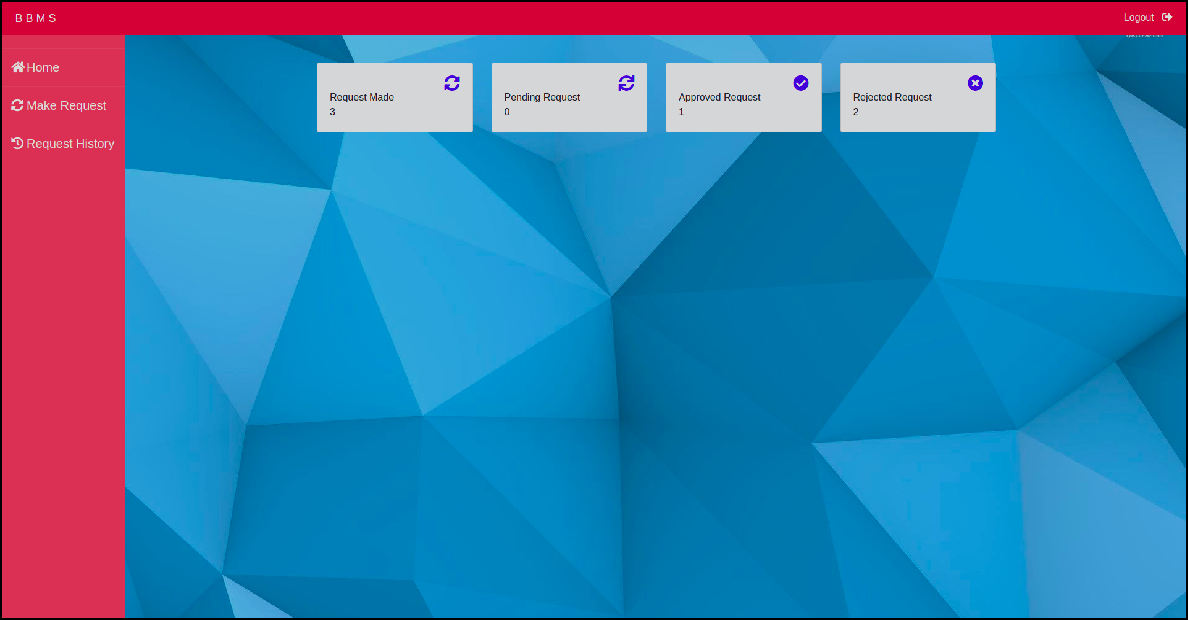 B B M S
Logout
Home
Make Request
Request History
Request Made
3
Pending Request
0
Approved Request
1
Rejected Request
2